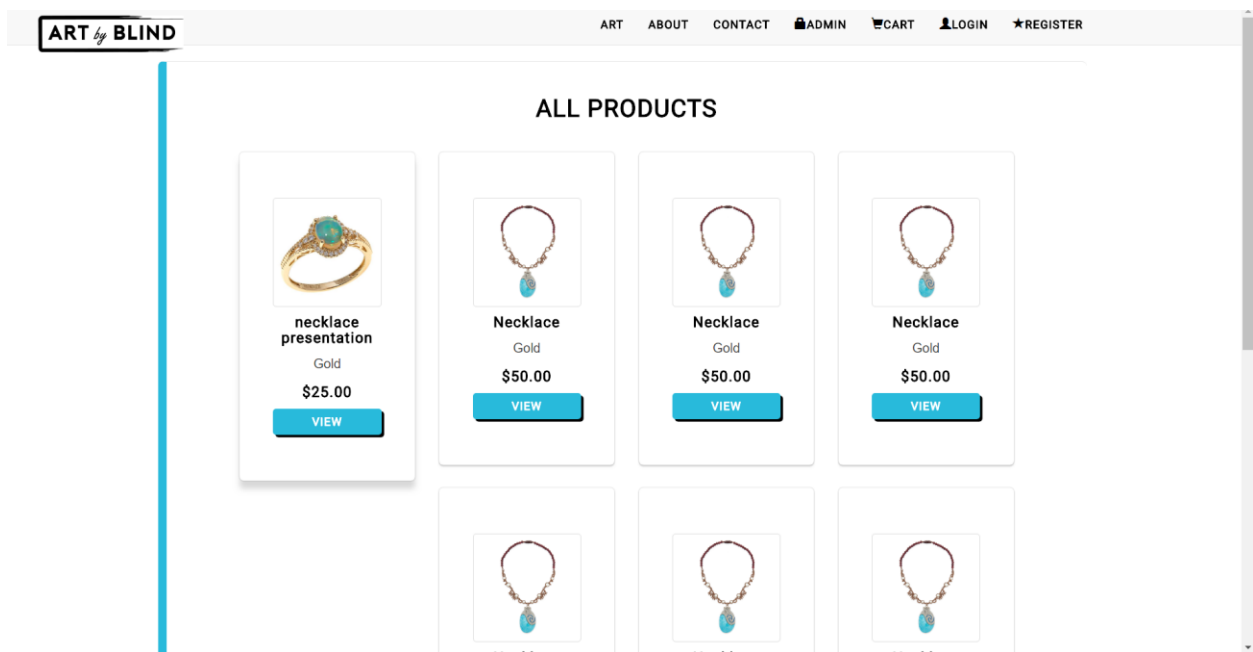 ART by BLIND
ART ABOUT CONTACT ADMIN CART LOGIN REGISTER
ALL PRODUCTS
necklace
presentation
Gold
$25.00
VIEW
Necklace
Gold
$50.00
VIEW
Necklace
Gold
$50.00
VIEW
Necklace
Gold
$50.00
VIEW